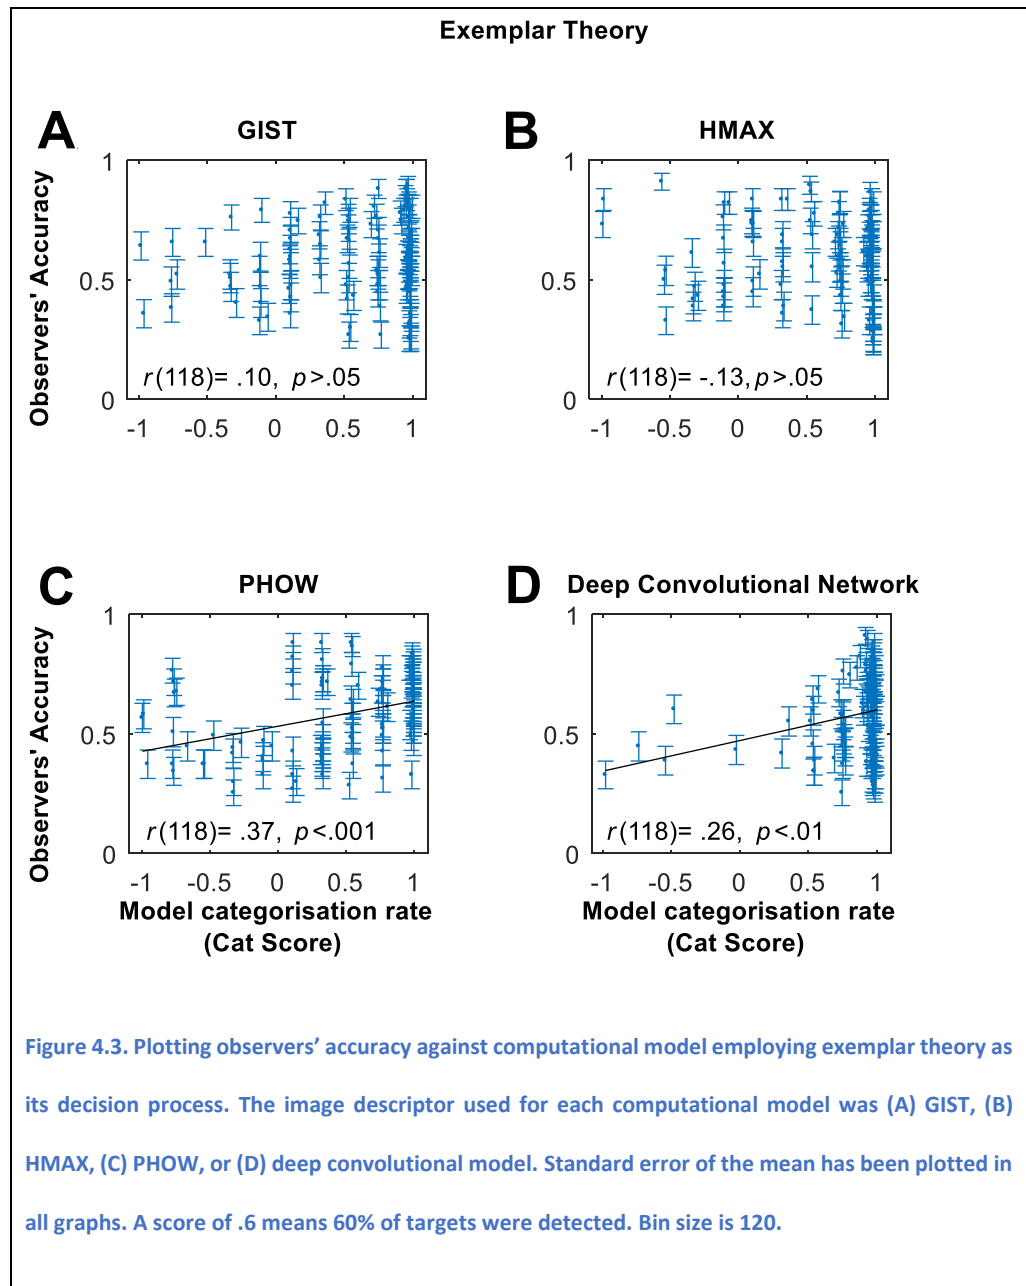 Exemplar Theory
A
GIST
Observers' Accuracy
1
0.5
0
r(118)= .10, p>.05
-1 -0.5 0 0.5 1
B
HMAX
1
0.5
0
r(118)= -.13, p>.05
-1 -0.5 0 0.5 1
C
PHOW
Observers' Accuracy
1
0.5
0
r(118)= .37, p<.001
-1 -0.5 0 0.5 1
Model categorisation rate
(Cat Score)
D
Deep Convolutional Network
1
0.5
0
r(118)= .26, p<.01
-1 -0.5 0 0.5 1
Model categorisation rate
(Cat Score)
Figure 4.3. Plotting observers’ accuracy against computational model employing exemplar theory as
its decision process. The image descriptor used for each computational model was (A) GIST, (B)
HMAX, (C) PHOW, or (D) deep convolutional model. Standard error of the mean has been plotted in
all graphs. A score of .6 means 60% of targets were detected. Bin size is 120.